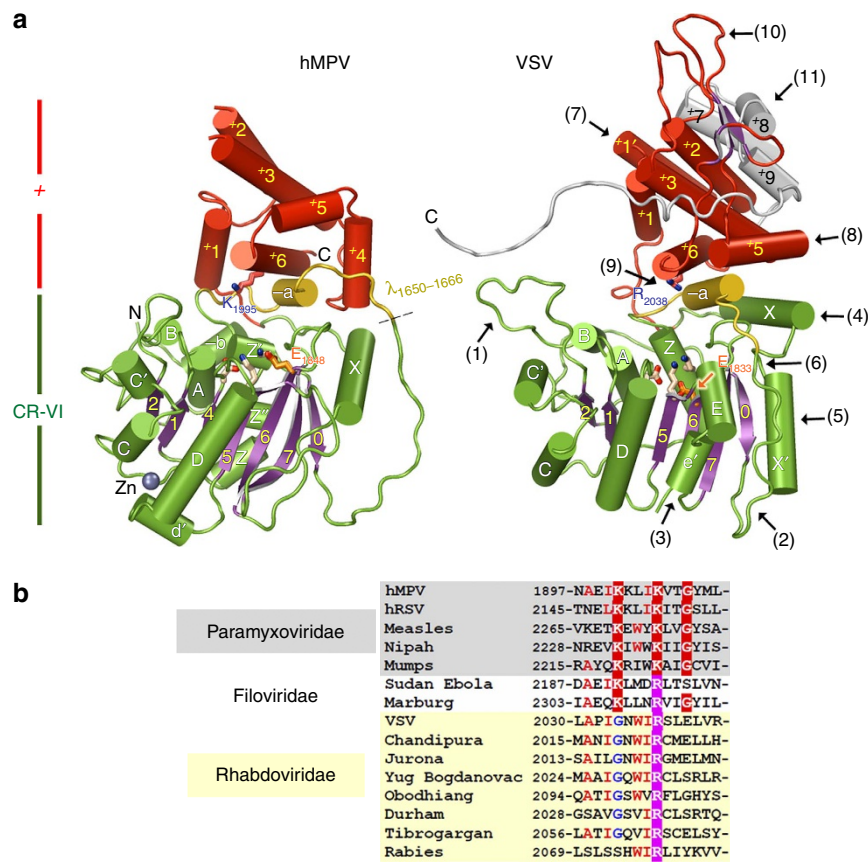 a
hMPV
VSV
(10)
(11)
(7)
+2
+3
+5
+1
+4
+6
C
K1995
–a
λ1650–1666
+
CR-VI
N
B
–b
Z′
E1848
X
C′
A
2
1
4
Z″
6
0
D
5
Z
7
C
Zn
d′
+7
+8
+1′
+2
+9
+3
+1
C
+6
+5
(8)
(9)
R2038
–a
X
(4)
(1)
B
Z
A
E1833
(6)
C′
E
2
1
0
(5)
5
6
D
C
e′
7
X′
(3)
(2)
b
Paramyxoviridae
Filoviridae
Rhabdoviridae
hMPV 1897-NAEIKKLIKVTGYML-
hRSV 2145-TNELKKLIKITGSLL-
Measles 2265-VKETKEWYKLVGYSA-
Nipah 2228-NREVKIWWKIIGYIS-
Mumps 2215-RAYQKRIWKAIGCVI-
Sudan Ebola 2187-DAEIKLMDRLTSLVN-
Marburg 2303-IAEQKLLNRVIGYIL-
VSV 2030-LAPIGNWIRSLELVR-
Chandipura 2015-MANIGNWIRCMELLH-
Jurona 2013-SAILGNWIRGMELMN-
Yug Bogdanovac 2024-MAAIGQWIRCLSRLR-
Obodhiang 2094-QATIGSWVRFLGHYS-
Durham 2028-GSAVGSVIRCLSRTQ-
Tibrogargan 2056-LATIGQVIRSCELSY-
Rabies 2069-LSLSSHWIRLIYKVV-